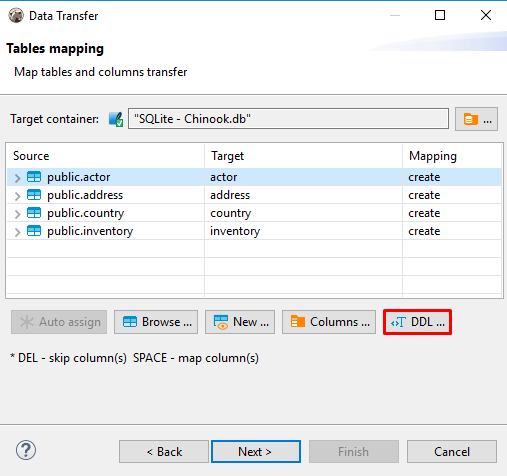 Data Transfer
Tables mapping
Map tables and columns transfer
Target container: "SQLite - Chinook.db" ...
Source Target Mapping
public.actor actor create
public.address address create
public.country country create
public.inventory inventory create
Auto assign Browse ... New ... Columns ... DDL ...
* DEL - skip column(s) SPACE - map column(s)
? < Back Next > Finish Cancel